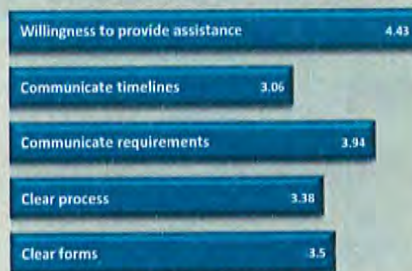 Willingness to provide assistance 4.43
Communicate timelines 3.06
Communicate requirements 3.94
Clear process 3.38
Clear forms 3.5